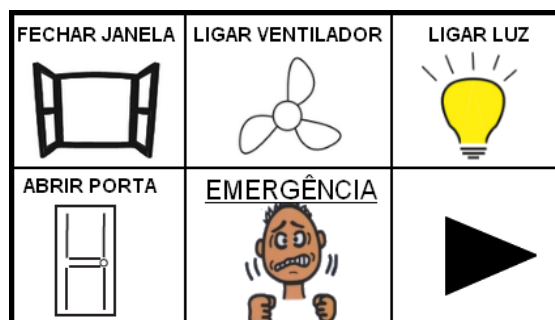 FECHAR JANELA
LIGAR VENTILADOR
LIGAR LUZ
ABRIR PORTA
EMERGÊNCIA